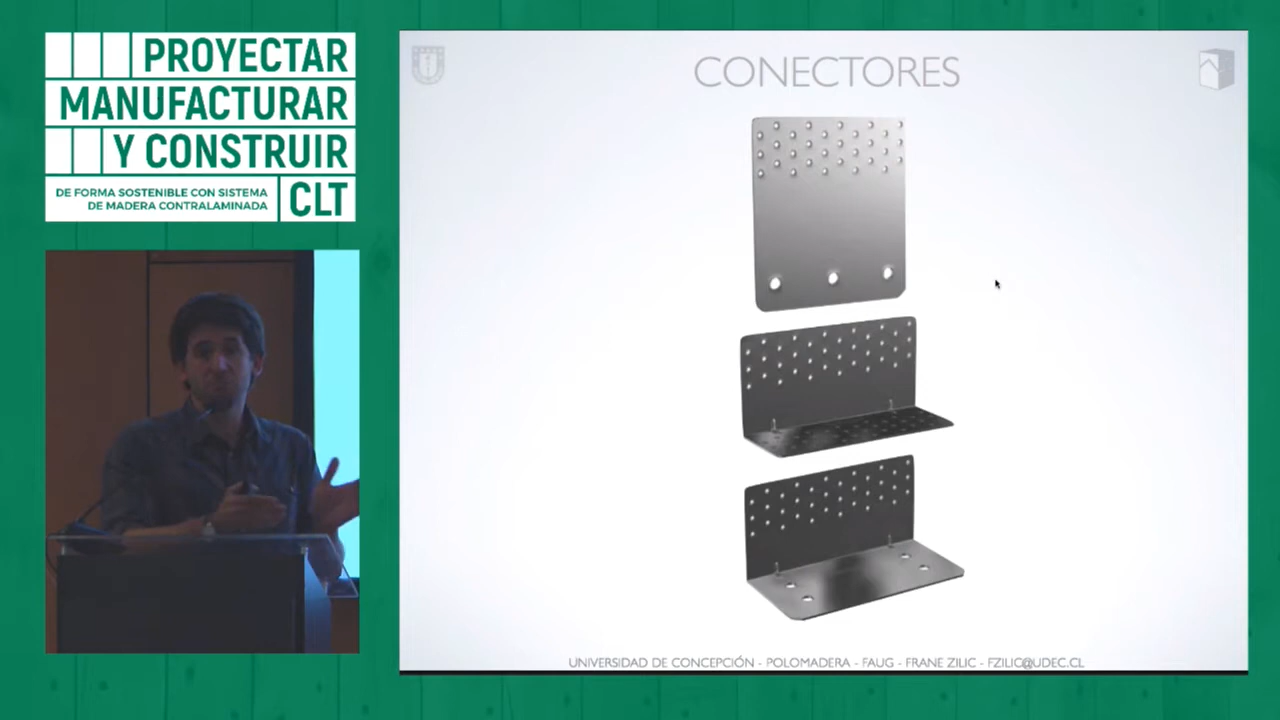 PROYECTAR
MANUFACTURAR
Y CONSTRUIR
DE FORMA SOSTENIBLE CON SISTEMA
DE MADERA CONTRALAMINADA
CLT
CONECTORES
UNIVERSIDAD DE CONCEPCIÓN - POLOMADERA - FAUG - FRANE ZILIC - FZILIC@UDEC.CL